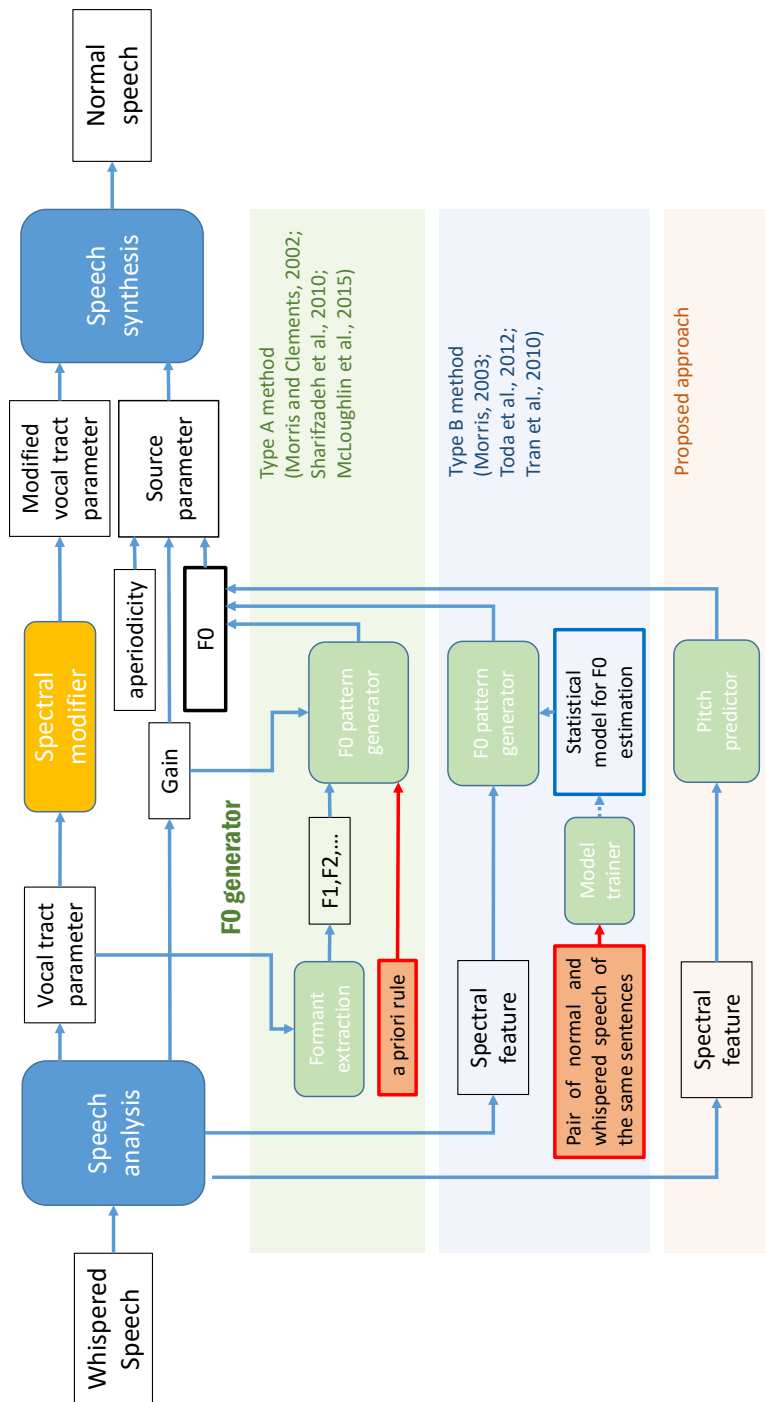 Whispered
Speech
Speech
analysis
Vocal tract
parameter
Spectral
modifier
Modified
vocal tract
parameter
Speech
synthesis
Normal
speech
Gain
aperiodicity
Source
parameter
F0
F0 generator
Formant
extraction
F1,F2,...
a priori rule
F0 pattern
generator
Type A method
(Morris and Clements, 2002;
Sharifzadeh et al., 2010;
McLoughlin et al., 2015)
Spectral
feature
F0 pattern
generator
Pair of normal and
whispered speech of
the same sentences
Model
trainer
Statistical
model for F0
estimation
Type B method
(Morris, 2003;
Toda et al., 2012;
Tran et al., 2010)
Spectral
feature
Pitch
predictor
Proposed approach